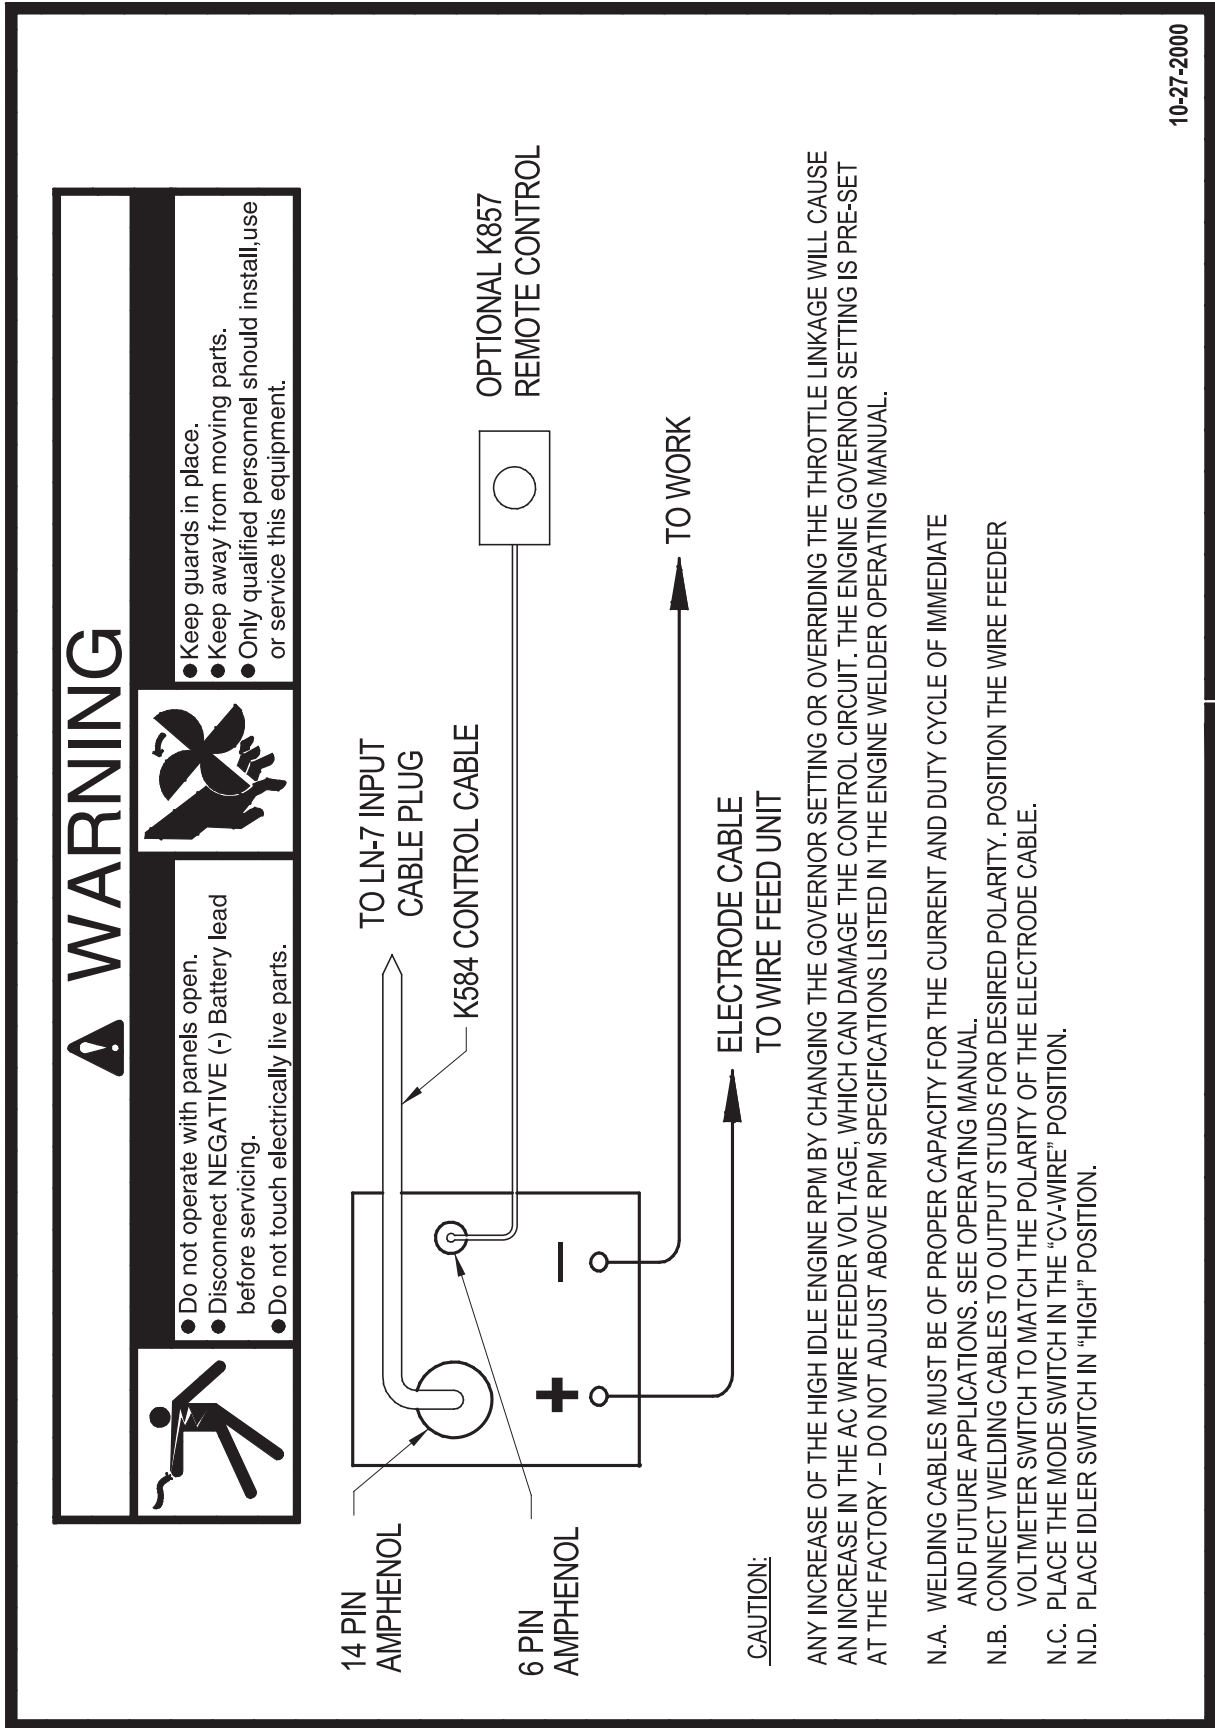 WARNING
● Do not operate with panels open.
● Disconnect NEGATIVE (-) Battery lead
before servicing.
● Do not touch electrically live parts.
● Keep guards in place.
● Keep away from moving parts.
● Only qualified personnel should install,use
or service this equipment.
14 PIN
AMPHENOL
TO LN-7 INPUT
CABLE PLUG
K584 CONTROL CABLE
OPTIONAL K857
REMOTE CONTROL
6 PIN
AMPHENOL
+
–
TO WORK
ELECTRODE CABLE
TO WIRE FEED UNIT
CAUTION:
ANY INCREASE OF THE HIGH IDLE ENGINE RPM BY CHANGING THE GOVERNOR SETTING OR OVERRIDING THE THROTTLE LINKAGE WILL CAUSE
AN INCREASE IN THE AC WIRE FEEDER VOLTAGE, WHICH CAN DAMAGE THE CONTROL CIRCUIT. THE ENGINE GOVERNOR SETTING IS PRE-SET
AT THE FACTORY – DO NOT ADJUST ABOVE RPM SPECIFICATIONS LISTED IN THE ENGINE WELDER OPERATING MANUAL.
N.A. WELDING CABLES MUST BE OF PROPER CAPACITY FOR THE CURRENT AND DUTY CYCLE OF IMMEDIATE
AND FUTURE APPLICATIONS. SEE OPERATING MANUAL.
N.B. CONNECT WELDING CABLES TO OUTPUT STUDS FOR DESIRED POLARITY. POSITION THE WIRE FEEDER
VOLTMETER SWITCH TO MATCH THE POLARITY OF THE ELECTRODE CABLE.
N.C. PLACE THE MODE SWITCH IN THE “CV-WIRE” POSITION.
N.D. PLACE IDLER SWITCH IN “HIGH” POSITION.
10-27-2000